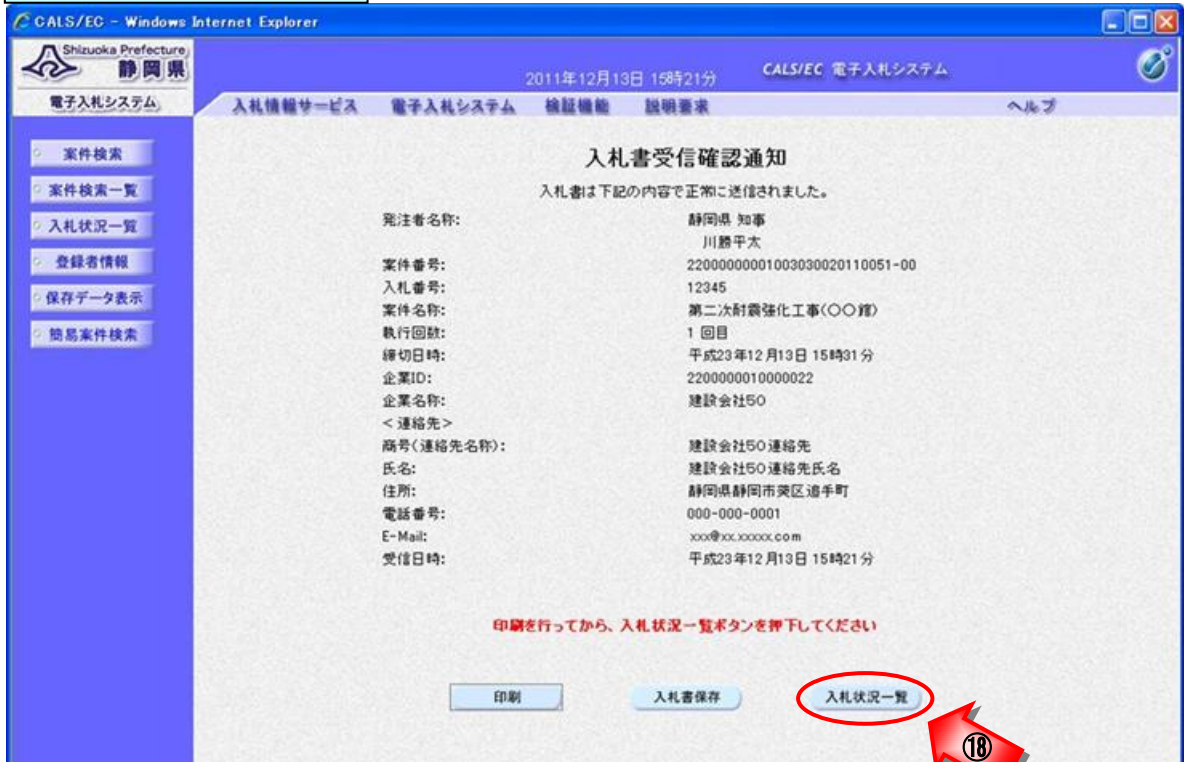 CALS/EC - Windows Internet Explorer
Shizuoka Prefecture
静岡県
2011年12月13日 15時21分
CALS/EC 電子入札システム
電子入札システム
入札情報サービス 電子入札システム 検証機能 説明要求 ヘルプ
案件検索
案件検索一覧
入札状況一覧
登録者情報
保存データ表示
簡易案件検索
入札書受信確認通知
入札書は下記の内容で正常に送信されました。
発注者名称: 静岡県 知事
川勝平太
案件番号: 2200000000100303002011​0051-00
入札番号: 12345
案件名称: 第二次耐震強化工事(〇〇館)
執行回数: 1 回目
締切日時: 平成23年12月13日 15時31分
企業ID: 2200000010000022
企業名称: 建設会社50
<連絡先>
商号(連絡先名称): 建設会社50連絡先
氏名: 建設会社50連絡先氏名
住所: 静岡県静岡市葵区追手町
電話番号: 000-000-0001
E-Mail: xxx@xx.xxxxx.com
受信日時: 平成23年12月13日 15時21分
印刷を行ってから、入札状況一覧ボタンを押下してください
印刷 入札書保存 入札状況一覧
⑱